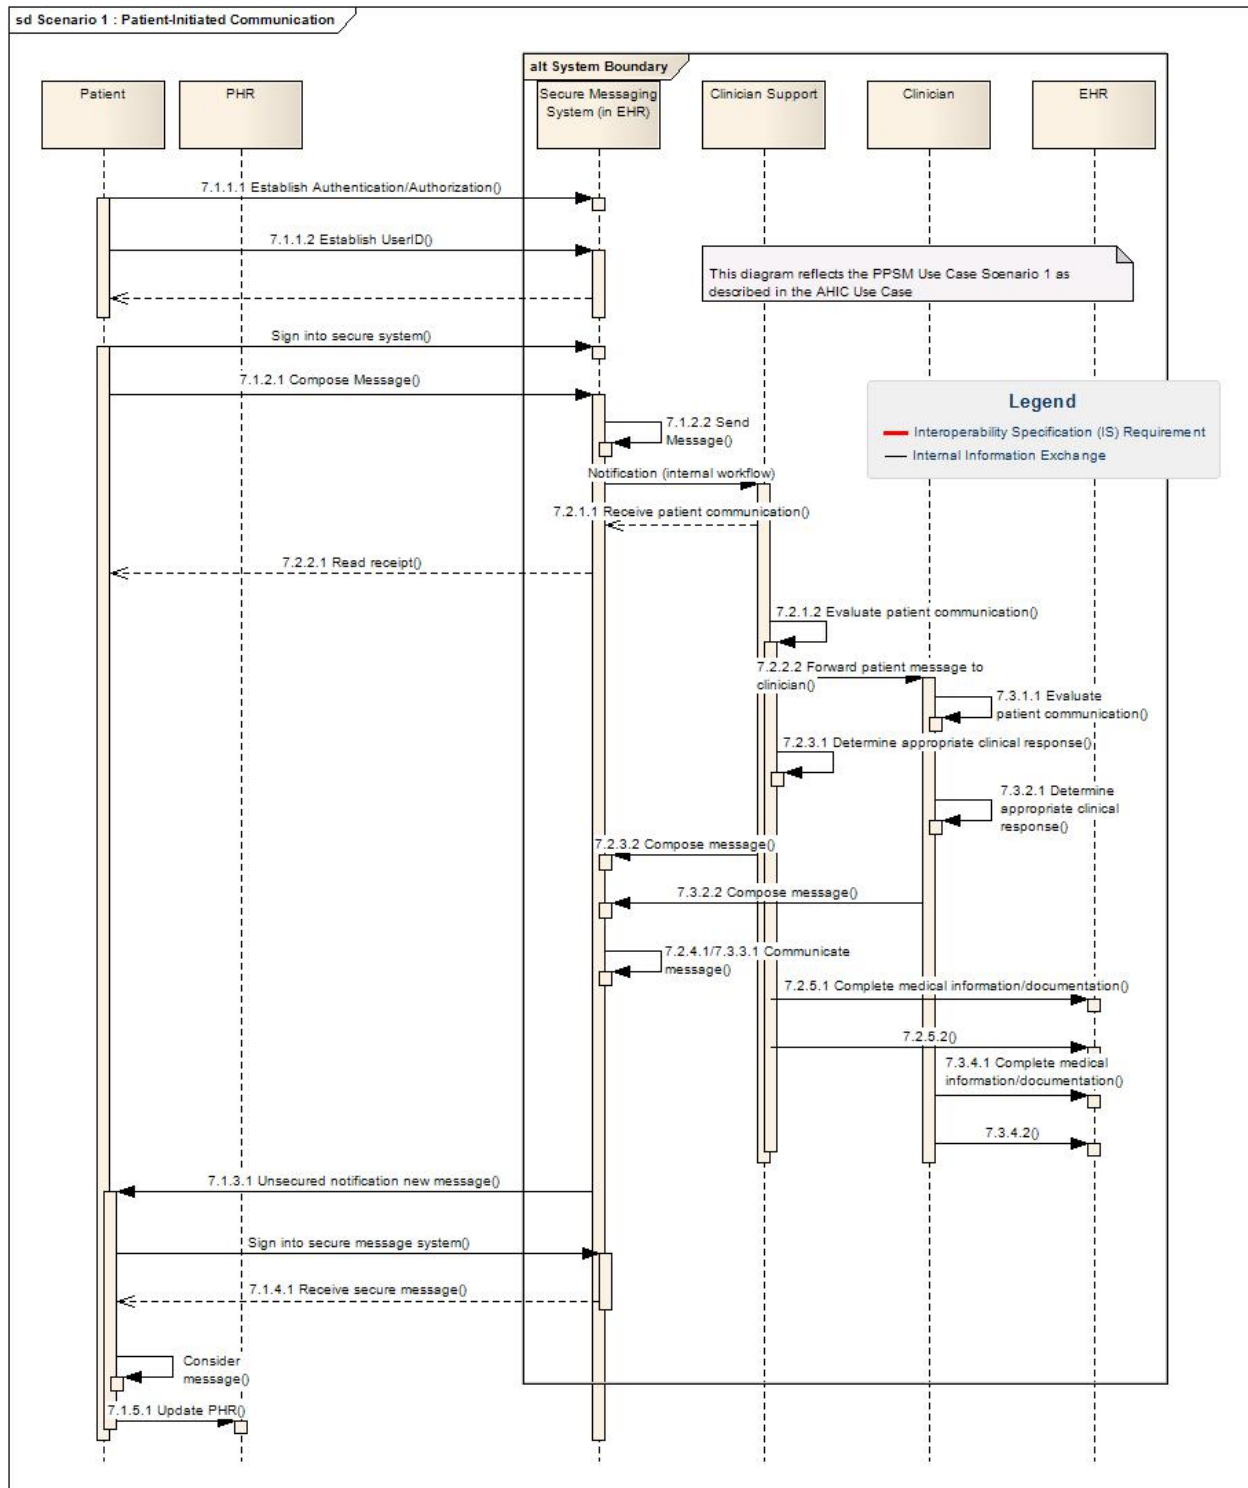 sd Scenario 1 : Patient-Initiated Communication
alt System Boundary
Patient
PHR
Secure Messaging
System (in EHR)
Clinician Support
Clinician
EHR
7.1.1.1 Establish Authentication/Authorization()
7.1.1.2 Establish UserID()
This diagram reflects the PPSM Use Case Scenario 1 as
described in the AHIC Use Case
Sign into secure system()
7.1.2.1 Compose Message()
Legend
Interoperability Specification (IS) Requirement
Internal Information Exchange
7.1.2.2 Send
Message()
Notification (internal workflow)
7.2.1.1 Receive patient communication()
7.2.2.1 Read receipt()
7.2.1.2 Evaluate patient communication()
7.2.2.2 Forward patient message to
clinician()
7.3.1.1 Evaluate
patient communication()
7.2.3.1 Determine appropriate clinical response()
7.3.2.1 Determine
appropriate clinical
response()
7.2.3.2 Compose message()
7.3.2.2 Compose message()
7.2.4.1/7.3.3.1 Communicate
message()
7.2.5.1 Complete medical information/documentation()
7.2.5.2()
7.3.4.1 Complete medical
information/documentation()
7.3.4.2()
7.1.3.1 Unsecured notification new message()
Sign into secure message system()
7.1.4.1 Receive secure message()
Consider
message()
7.1.5.1 Update PHR()